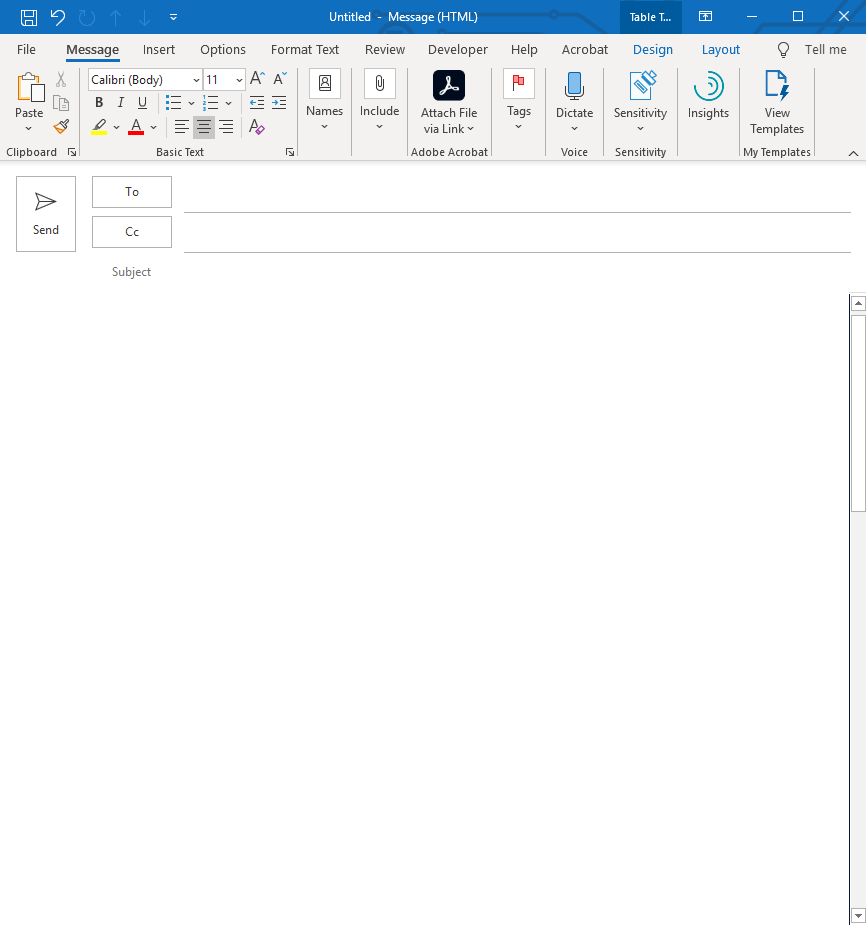 Untitled - Message (HTML)
Table T...
File Message Insert Options Format Text Review Developer Help Acrobat Design Layout Tell me
Paste
Clipboard
Calibri (Body) 11
B I U
Basic Text
Names
Include
Attach File
via Link
Adobe Acrobat
Tags
Dictate
Voice
Sensitivity
Sensitivity
Insights
View
Templates
My Templates
Send
To
Cc
Subject